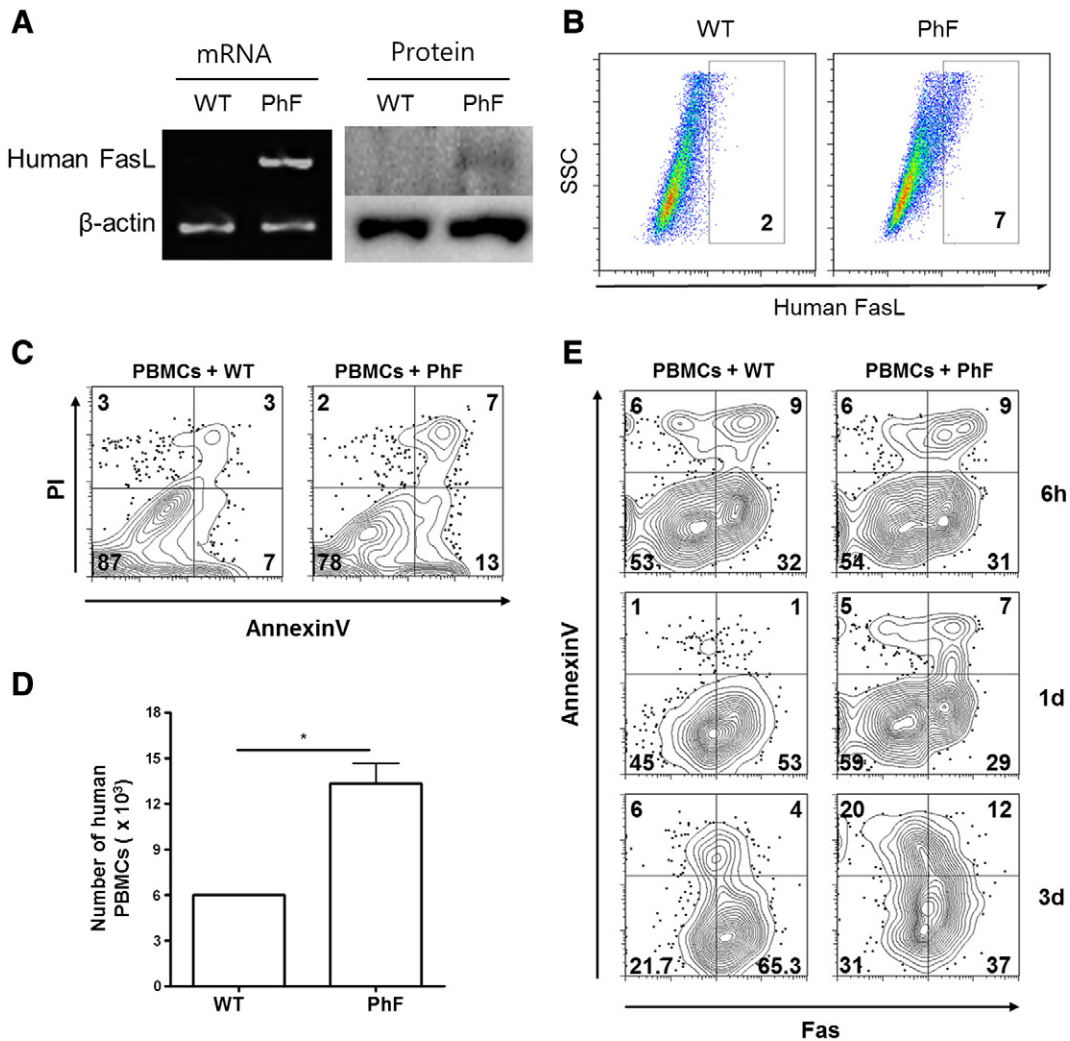 A
mRNA
Protein
WT PhF WT PhF
Human FasL
β-actin
B
WT PhF
SSC
2
7
Human FasL
C
PBMCs + WT PBMCs + PhF
PI
3 3 2 7
87 7 78 13
AnnexinV
D
Number of human
PBMCs ( x 10³)
18
15
12
9
6
3
0
*
WT PhF
E
PBMCs + WT PBMCs + PhF
AnnexinV
6 9 6 9
6h
53 32 54 31
1 1 5 7
1d
45 53 59 29
6 4 20 12
3d
21.7 65.3 31 37
Fas